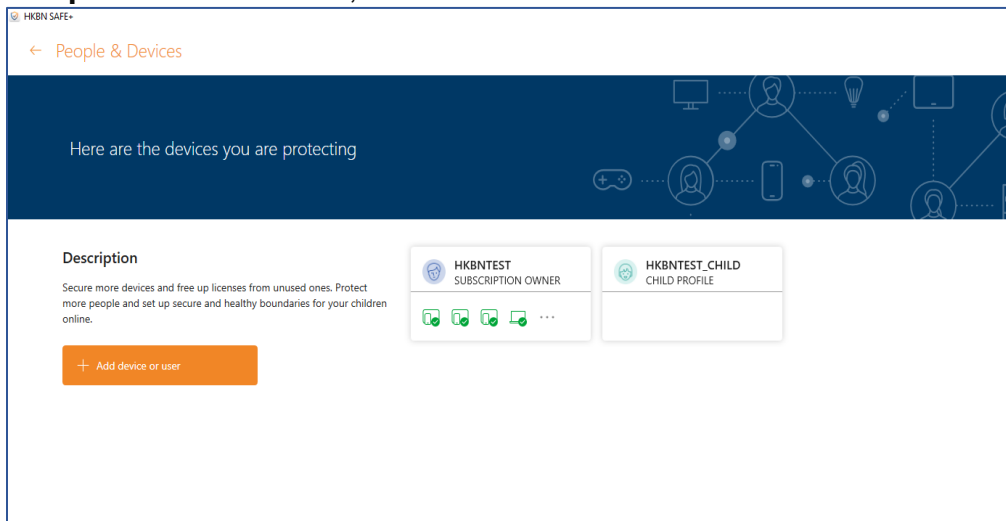 HKBN SAFE+
← People & Devices
Here are the devices you are protecting
Description
Secure more devices and free up licenses from unused ones. Protect
more people and set up secure and healthy boundaries for your children
online.
+ Add device or user
HKBNTEST
SUBSCRIPTION OWNER
...
HKBNTEST_CHILD
CHILD PROFILE